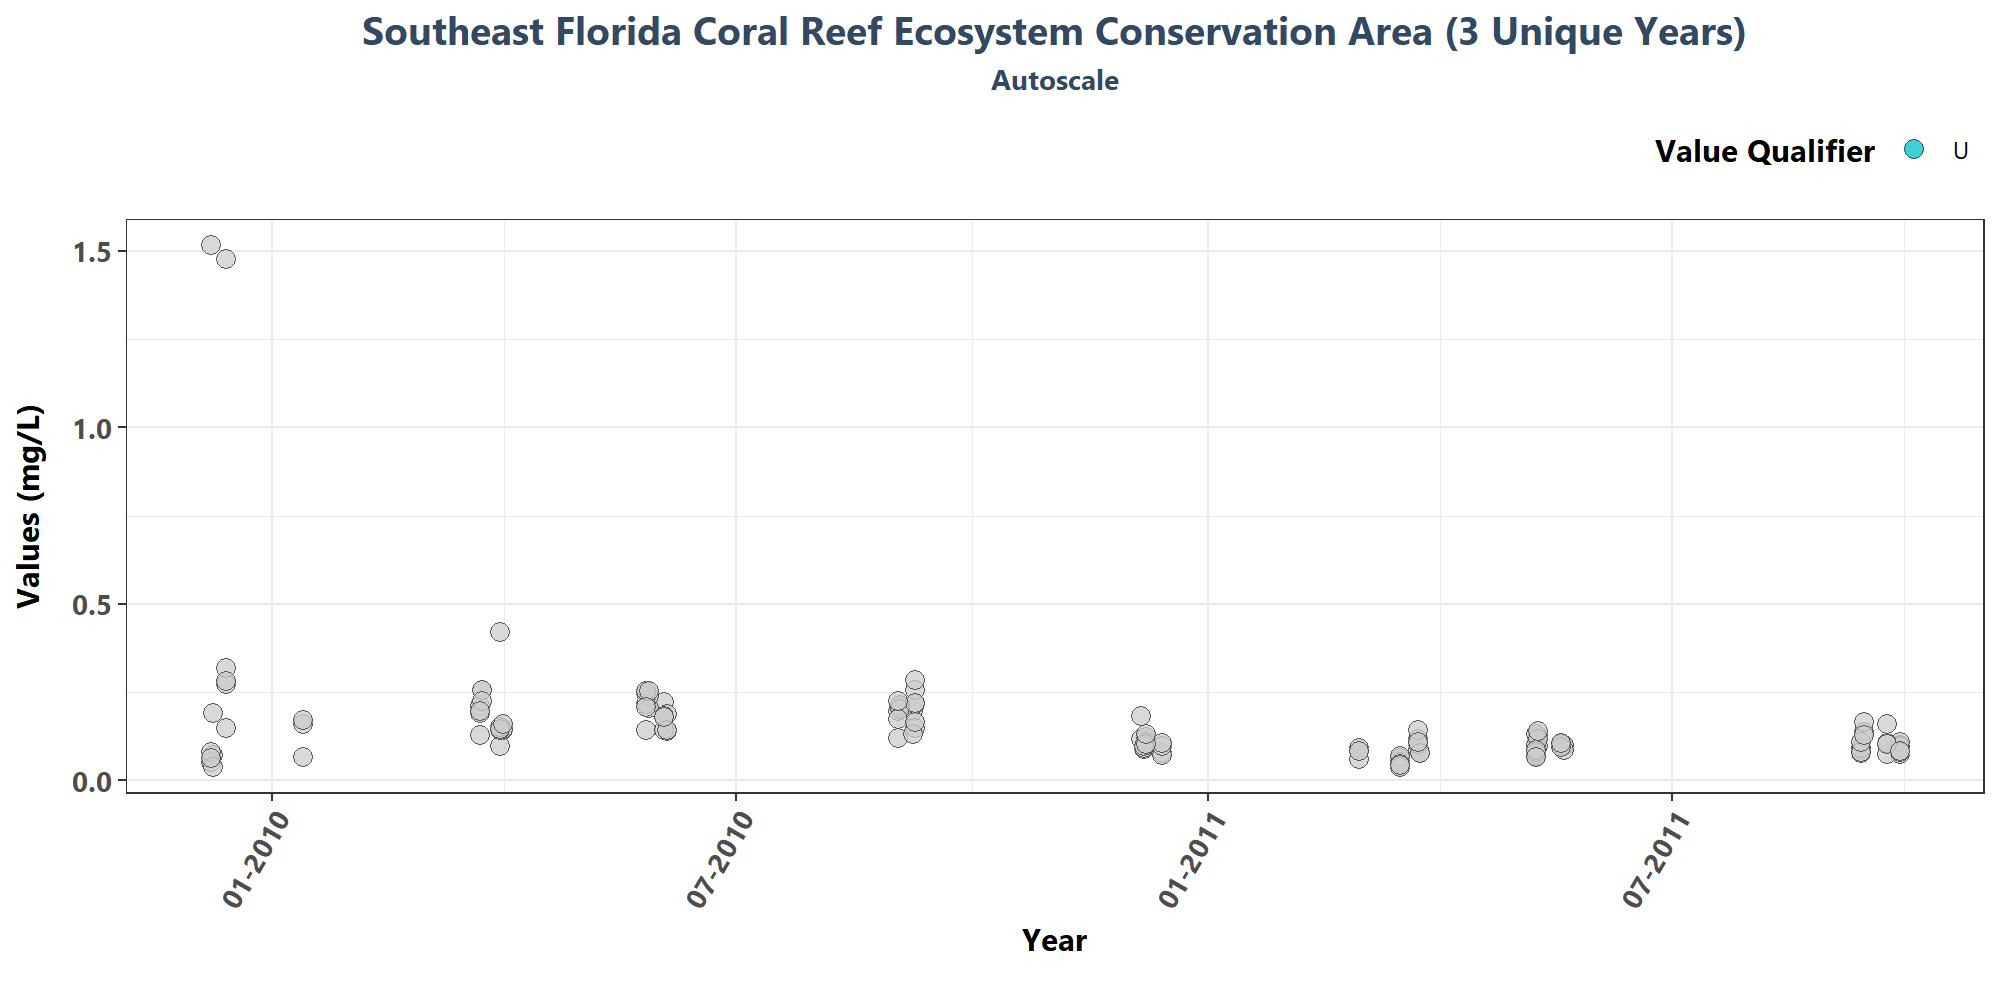 Southeast Florida Coral Reef Ecosystem Conservation Area (3 Unique Years)
Autoscale
Value Qualifier U
Values (mg/L)
1.5
1.0
0.5
0.0
01-2010
07-2010
01-2011
07-2011
Year